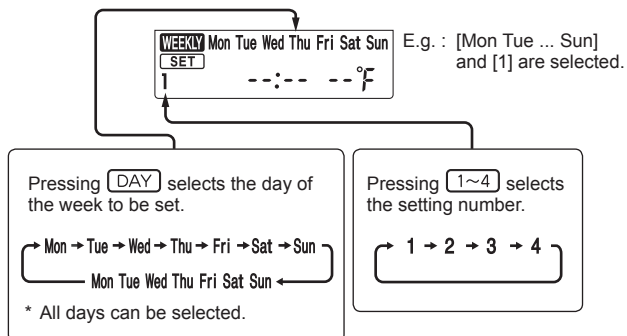 WEEKLY Mon Tue Wed Thu Fri Sat Sun
SET
1 --:-- --°F
E.g. : [Mon Tue ... Sun]
and [1] are selected.
Pressing DAY selects the day of
the week to be set.
Mon → Tue → Wed → Thu → Fri → Sat → Sun
Mon Tue Wed Thu Fri Sat Sun
* All days can be selected.
Pressing 1~4 selects
the setting number.
1 → 2 → 3 → 4